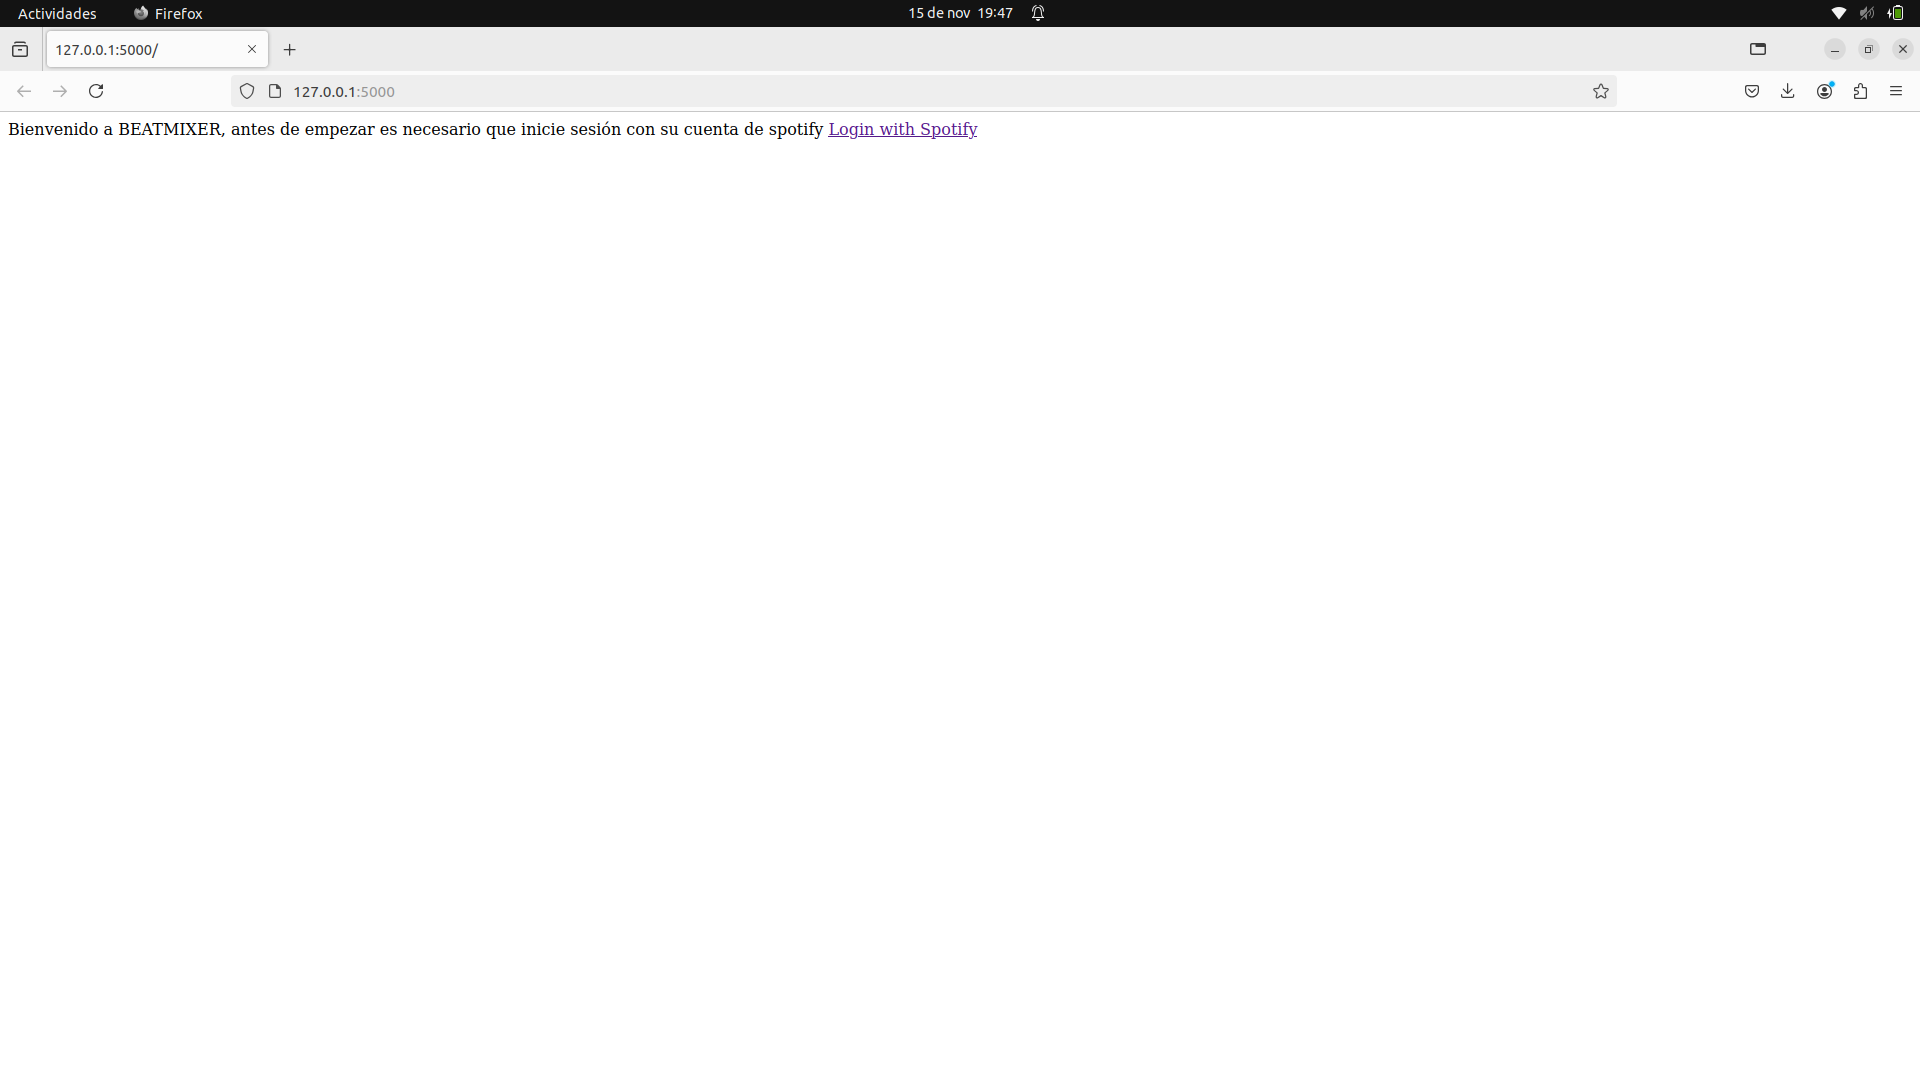 Actividades Firefox 15 de nov 19:47
127.0.0.1:5000/
127.0.0.1:5000
Bienvenido a BEATMIXER, antes de empezar es necesario que inicie sesión con su cuenta de spotify Login with Spotify